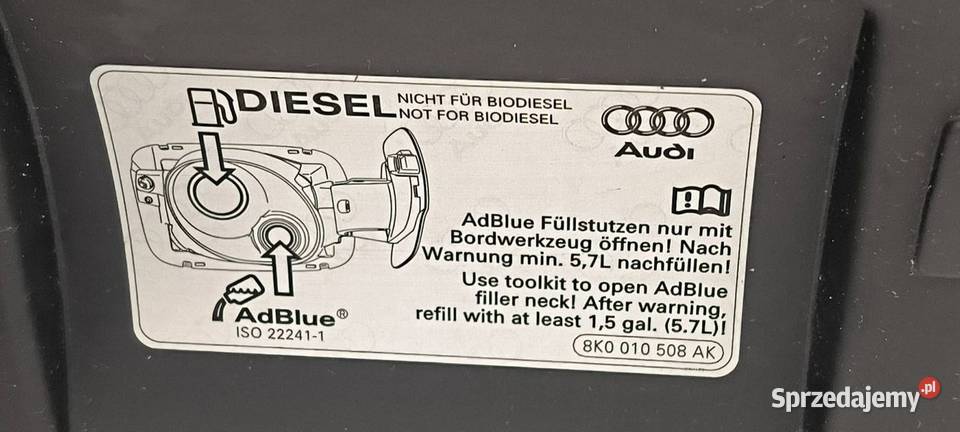 DIESEL NICHT FÜR BIODIESEL
NOT FOR BIODIESEL
Audi
AdBlue Füllstutzen nur mit
Bordwerkzeug öffnen! Nach
Warnung min. 5,7L nachfüllen!
Use toolkit to open AdBlue
filler neck! After warning,
refill with at least 1,5 gal. (5.7L)!
AdBlue®
ISO 22241-1
8K0 010 508 AK
Sprzedajemy.pl